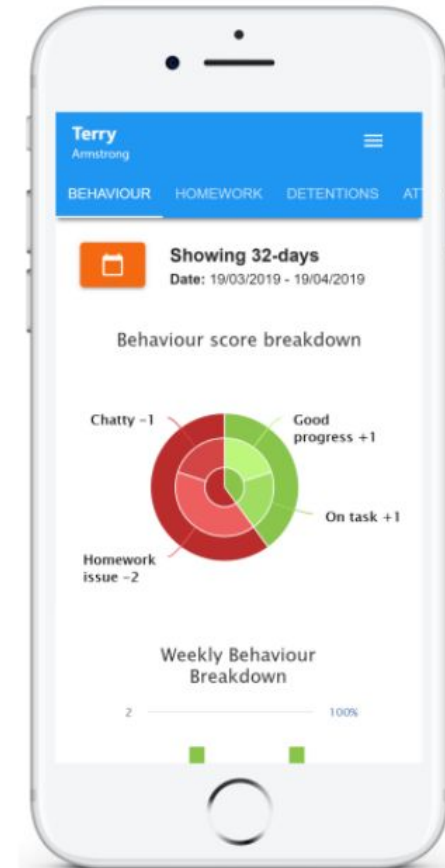 Terry
Armstrong
BEHAVIOUR HOMEWORK DETENTIONS AT
Showing 32-days
Date: 19/03/2019 - 19/04/2019
Behaviour score breakdown
Chatty −1
Good
progress +1
On task +1
Homework
issue −2
Weekly Behaviour
Breakdown
2 100%